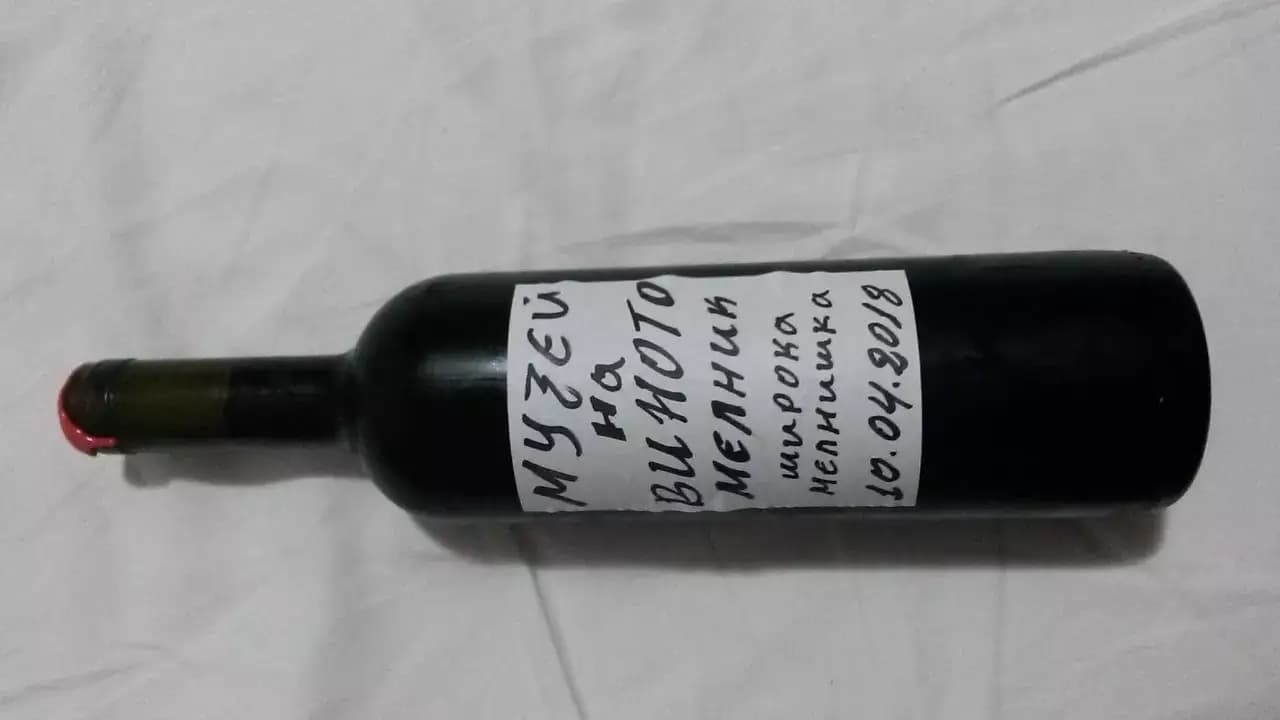 МУЗЕЙ
на
ВИНОТО
МЕЛНИК
широка
мелнишка
10.04.2018